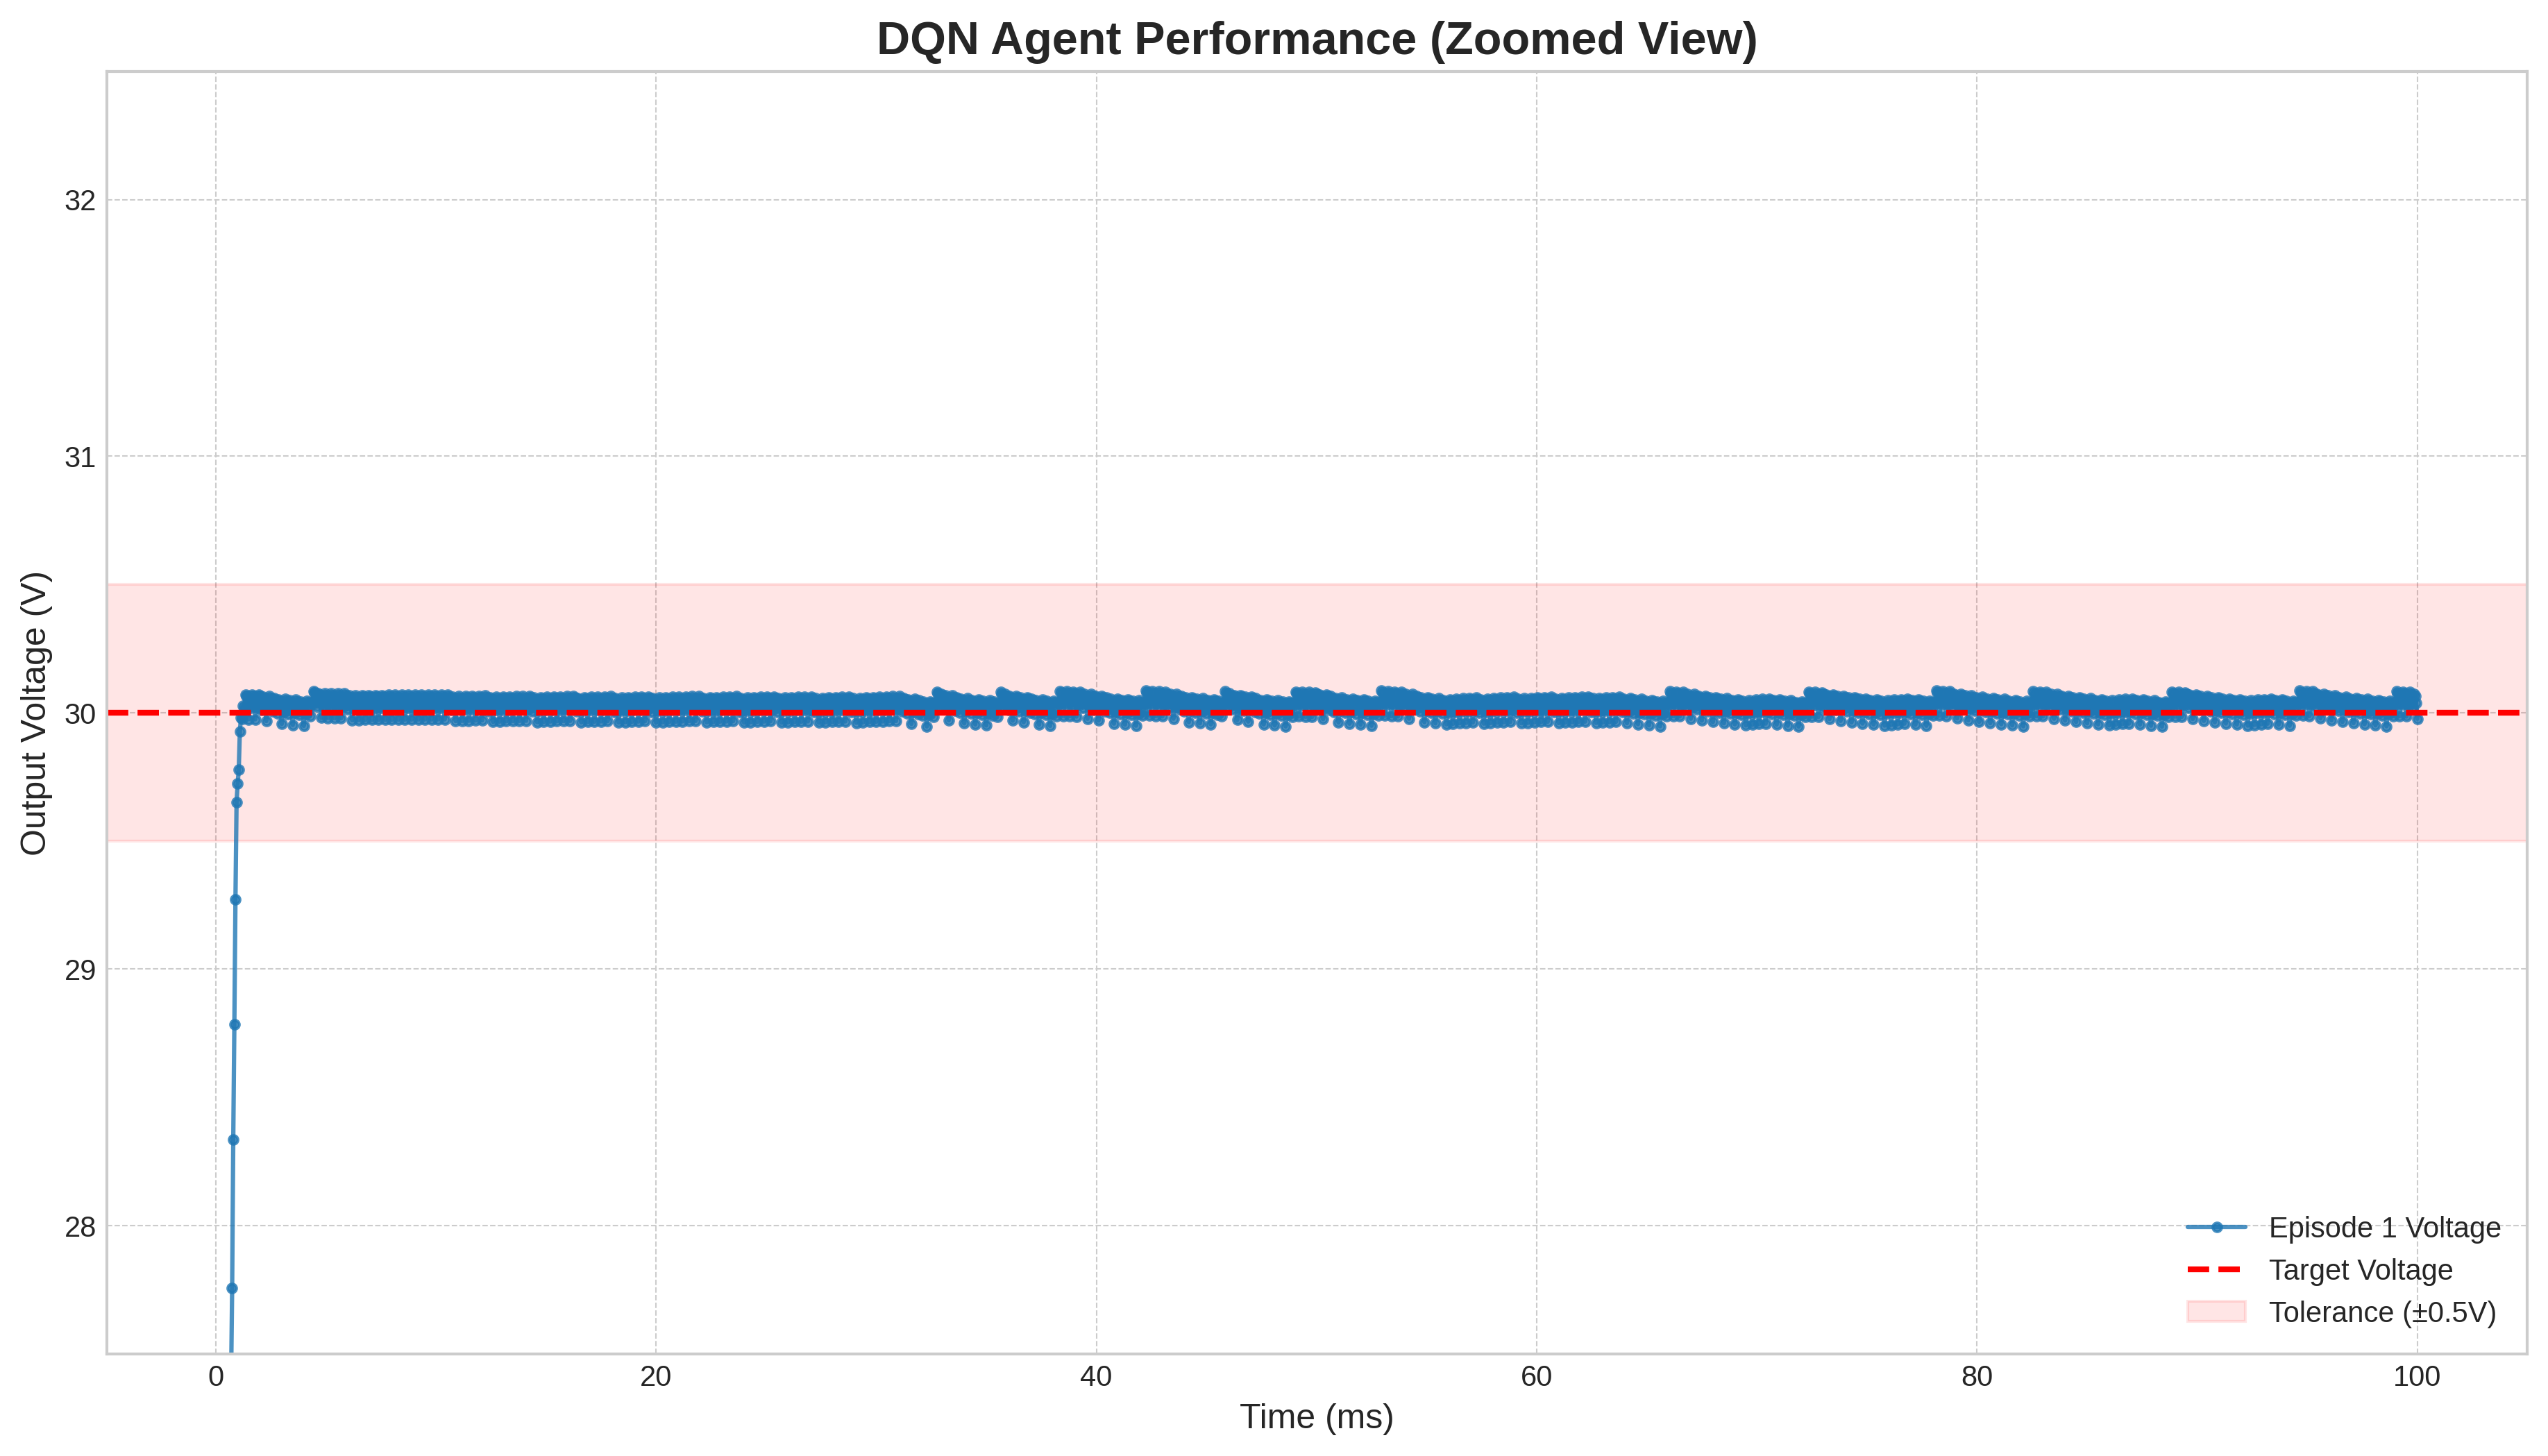 DQN Agent Performance (Zoomed View)
Output Voltage (V)
32
31
30
29
28
0 20 40 60 80 100
Time (ms)
Episode 1 Voltage
Target Voltage
Tolerance (±0.5V)